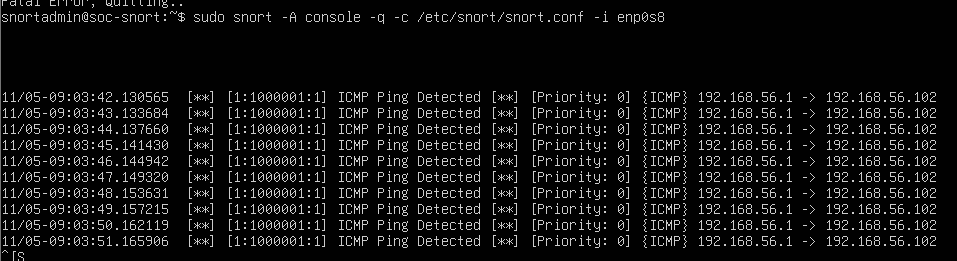 Fatal Error, Quitting..
snortadmin@soc-snort:~$ sudo snort -A console -q -c /etc/snort/snort.conf -i enp0s8
11/05-09:03:42.130565  [**] [1:1000001:1] ICMP Ping Detected [**] [Priority: 0] {ICMP} 192.168.56.1 -> 192.168.56.102
11/05-09:03:43.133684  [**] [1:1000001:1] ICMP Ping Detected [**] [Priority: 0] {ICMP} 192.168.56.1 -> 192.168.56.102
11/05-09:03:44.137660  [**] [1:1000001:1] ICMP Ping Detected [**] [Priority: 0] {ICMP} 192.168.56.1 -> 192.168.56.102
11/05-09:03:45.141430  [**] [1:1000001:1] ICMP Ping Detected [**] [Priority: 0] {ICMP} 192.168.56.1 -> 192.168.56.102
11/05-09:03:46.144942  [**] [1:1000001:1] ICMP Ping Detected [**] [Priority: 0] {ICMP} 192.168.56.1 -> 192.168.56.102
11/05-09:03:47.149320  [**] [1:1000001:1] ICMP Ping Detected [**] [Priority: 0] {ICMP} 192.168.56.1 -> 192.168.56.102
11/05-09:03:48.153631  [**] [1:1000001:1] ICMP Ping Detected [**] [Priority: 0] {ICMP} 192.168.56.1 -> 192.168.56.102
11/05-09:03:49.157215  [**] [1:1000001:1] ICMP Ping Detected [**] [Priority: 0] {ICMP} 192.168.56.1 -> 192.168.56.102
11/05-09:03:50.162119  [**] [1:1000001:1] ICMP Ping Detected [**] [Priority: 0] {ICMP} 192.168.56.1 -> 192.168.56.102
11/05-09:03:51.165906  [**] [1:1000001:1] ICMP Ping Detected [**] [Priority: 0] {ICMP} 192.168.56.1 -> 192.168.56.102
^[S